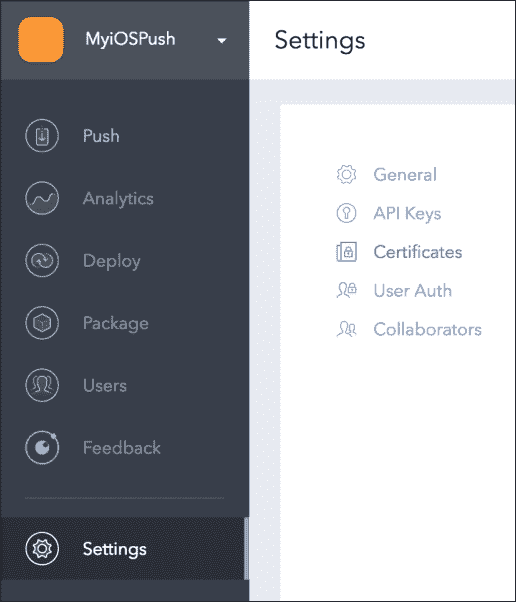 MyiOSPush
Settings
Push
Analytics
Deploy
Package
Users
Feedback
Settings
General
API Keys
Certificates
User Auth
Collaborators